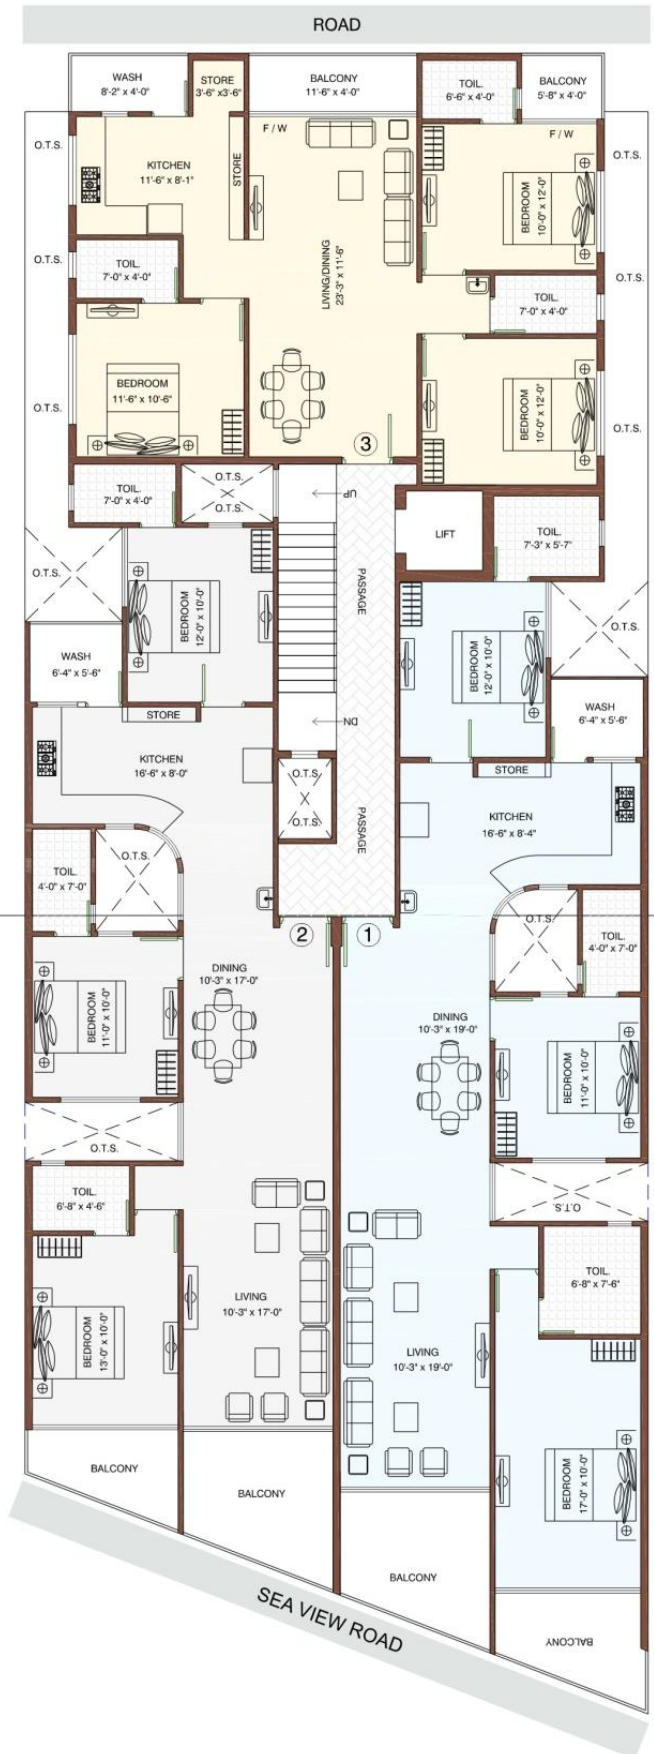 ROAD
WASH
8'-2" x 4'-0"
STORE
3'-6" x3'-6"
BALCONY
11'-6" x 4'-0"
TOIL.
6'-6" x 4'-0"
BALCONY
5'-8" x 4'-0"
O.T.S.
KITCHEN
11'-6" x 8'-1"
STORE
F / W
F / W
O.T.S.
BEDROOM
10'-0" x 12'-0"
O.T.S.
TOIL.
7'-0" x 4'-0"
LIVING/DINING
23'-3" x 11'-6"
TOIL.
7'-0" x 4'-0"
O.T.S.
O.T.S.
BEDROOM
11'-6" x 10'-6"
BEDROOM
10'-0" x 12'-0"
O.T.S.
3
TOIL.
7'-0" x 4'-0"
O.T.S.
O.T.S.
UP
LIFT
TOIL.
7'-3" x 5'-7"
O.T.S.
BEDROOM
12'-0" x 10'-0"
PASSAGE
BEDROOM
12'-0" x 10'-0"
O.T.S.
WASH
6'-4" x 5'-6"
WASH
6'-4" x 5'-6"
STORE
DN
KITCHEN
16'-6" x 8'-0"
O.T.S.
O.T.S.
PASSAGE
STORE
KITCHEN
16'-6" x 8'-4"
TOIL.
4'-0" x 7'-0"
O.T.S.
2
1
O.T.S.
TOIL.
4'-0" x 7'-0"
BEDROOM
11'-0" x 10'-0"
DINING
10'-3" x 17'-0"
DINING
10'-3" x 19'-0"
BEDROOM
11'-0" x 10'-0"
O.T.S.
O.T.S.
TOIL.
6'-8" x 4'-6"
TOIL.
6'-8" x 7'-6"
BEDROOM
13'-0" x 10'-0"
LIVING
10'-3" x 17'-0"
LIVING
10'-3" x 19'-0"
BEDROOM
17'-0" x 10'-0"
BALCONY
BALCONY
BALCONY
BALCONY
SEA VIEW ROAD